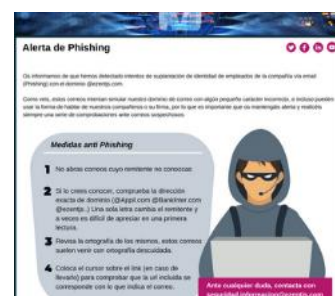 Alerta de Phishing
Os informamos de que hemos detectado intentos de suplantación de identidad de empleados de la compañía vía email
(Phishing) con el dominio @ezentjs.com.
Como veis, estos correos intentan simular nuestro dominio de correo con algún pequeño carácter incorrecto, e incluso pueden
usar la forma de hablar de nuestros compañeros o su firma, por lo que es importante que os mantengáis alerta y realicéis
siempre una serie de comprobaciones ante correos sospechosos:
Medidas anti Phishing
1 No abras correos cuyo remitente no conozcas
2 Si lo crees conocer, comprueba la dirección
exacta de dominio (@Appl.com @Bankinter.com
@ezentjs..) Una sola letra cambia el remitente y
a veces es difícil de apreciar en una primera
lectura.
3 Revisa la ortografía de los mismos, estos correos
suelen venir con ortografía descuidada.
4 Coloca el cursor sobre el link (en caso de
llevarlo) para comprobar que la url incluida se
corresponde con lo que indica el correo.
Ante cualquier duda, contacta con
seguridad.informacion@ezentis.com